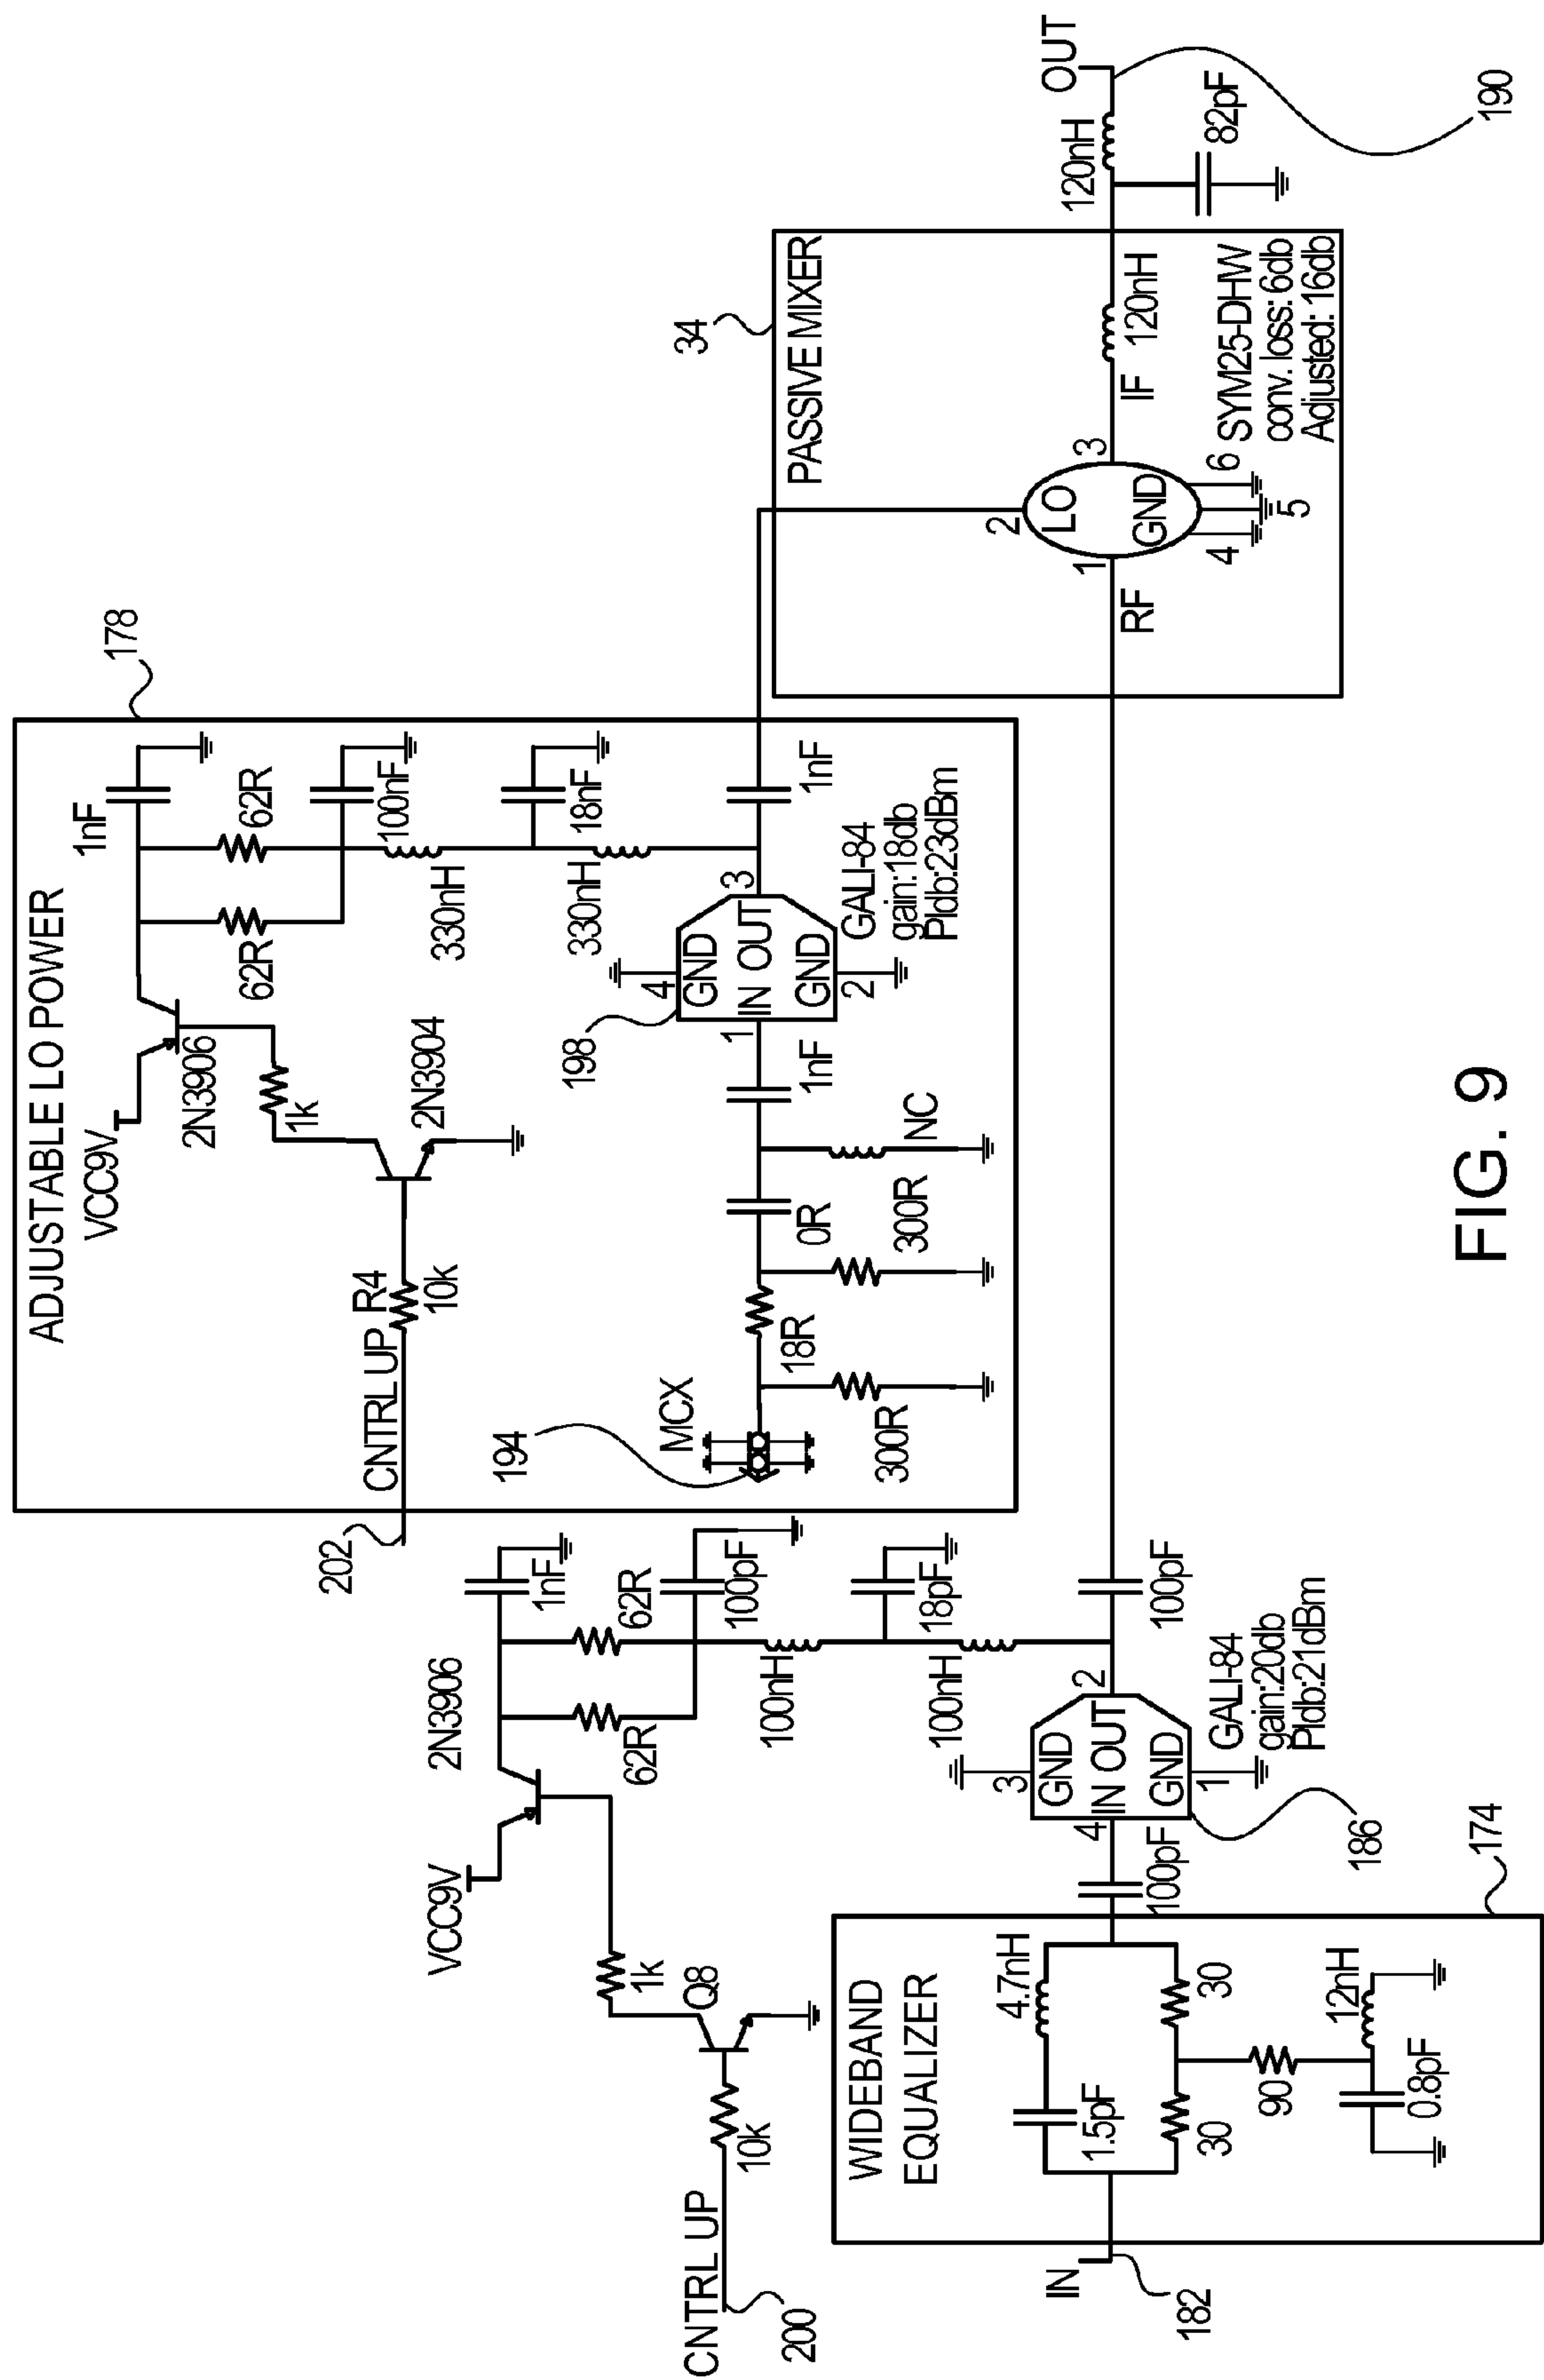 ADJUSTABLE LO POWER
178
VCC9V
2N3906
1nF
62R
62R
1k
2N3904
100nF
330nH
18nF
330nH
CNTRL UP
R4
10k
202
194
MCX
300R
18R
300R
0R
NC
1nF
198
1
4
GND
IN OUT
GND
2
3
GALI-84
gain:18db
Pldb:23dBm
1nF
34
PASSIVE MIXER
2
LO
GND
1
RF
3
IF
120nH
4
5
6
SYM25-DHW
conv. loss: 6db
Adjusted: 16db
120nH
82pF
OUT
190
CNTRL UP
200
10k
Q8
1k
VCC9V
2N3906
1nF
62R
62R
100pF
100nH
18pF
100nH
WIDEBAND
EQUALIZER
IN
182
1.5pF
4.7nH
30
30
90
12nH
0.8pF
174
100pF
4
3
GND
IN OUT
GND
1
2
186
GALI-84
gain:20db
Pldb:21dBm
100pF
FIG. 9